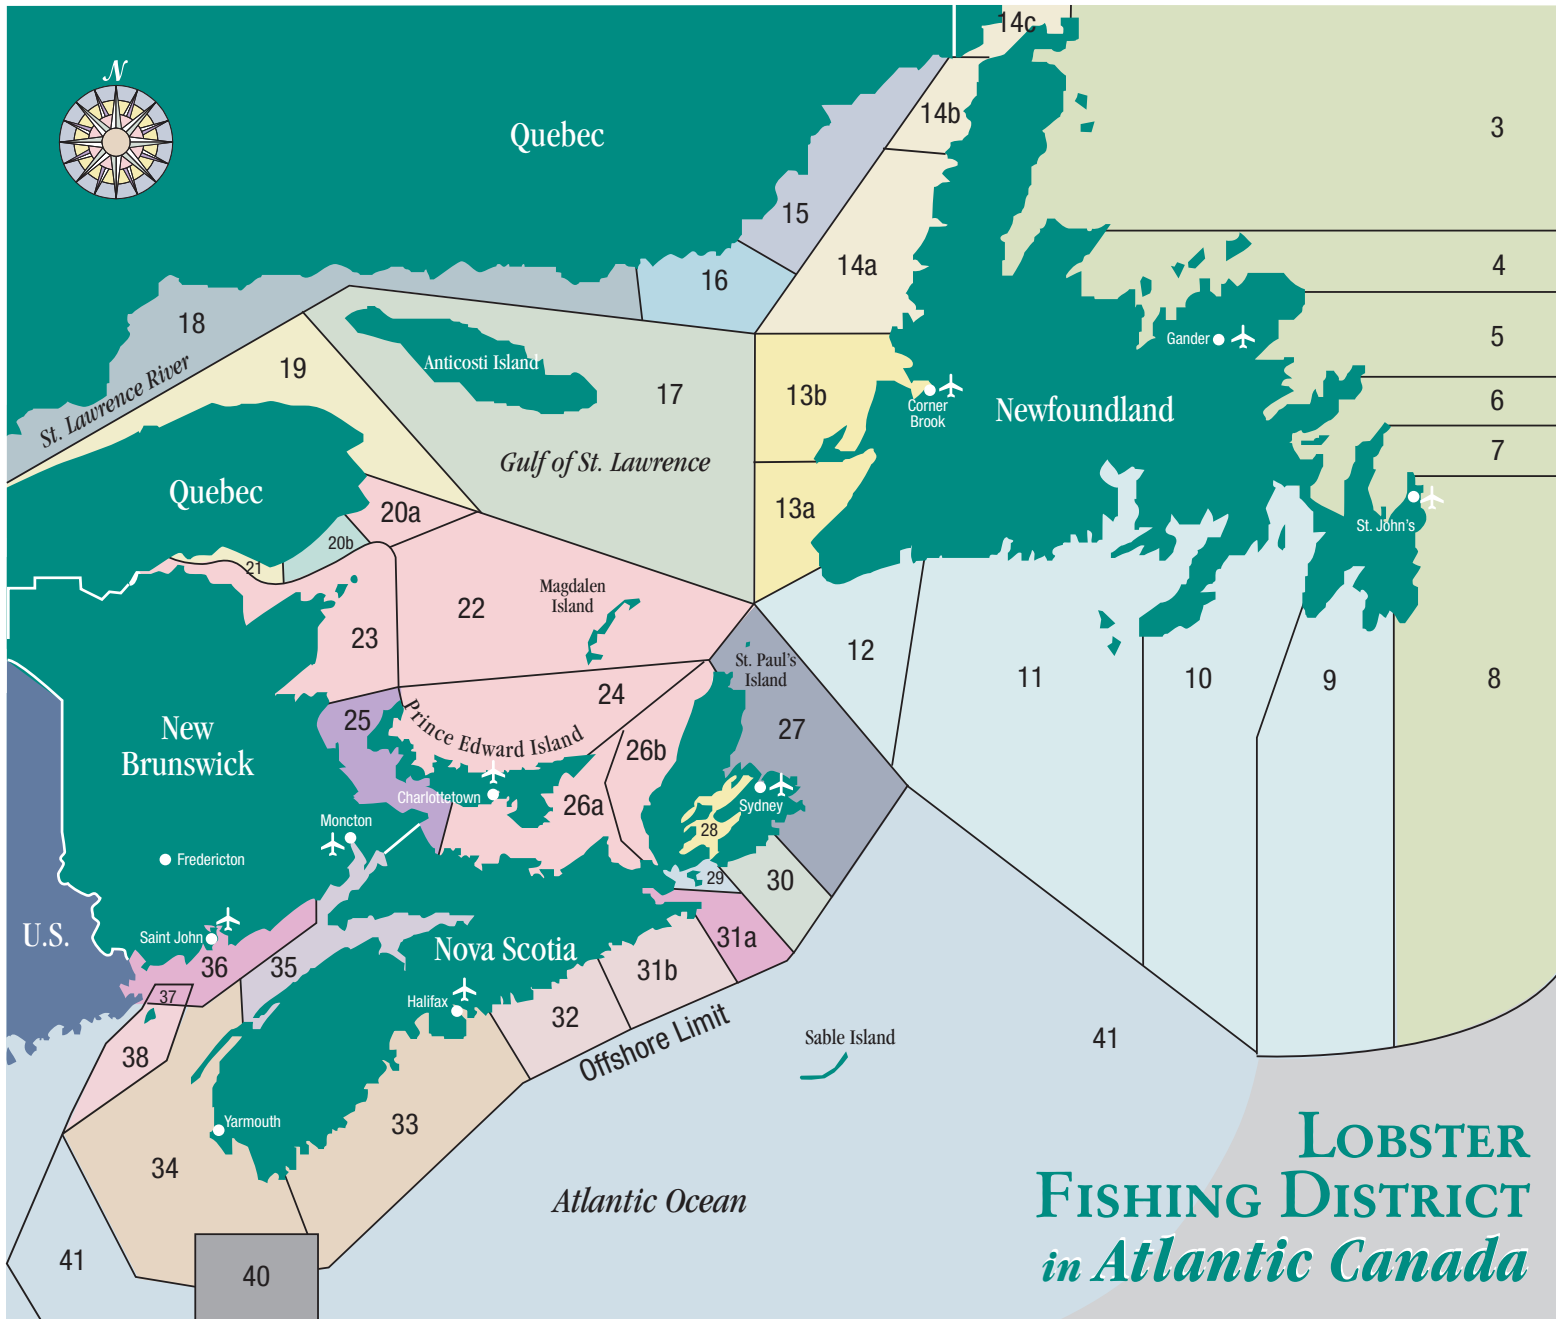 14c
N
14b
3
Quebec
15
14a
4
16
18
Gander
5
Anticosti Island
19
17
13b
St. Lawrence River
Corner
Brook
Newfoundland
6
7
Gulf of St. Lawrence
Quebec
20a
13a
St. John's
20b
21
Magdalen
Island
22
23
12
St. Paul's
Island
11
10
9
8
24
25
Prince Edward Island
New
Brunswick
26b
27
Charlottetown
26a
Sydney
Moncton
28
Fredericton
29
30
U.S.
Saint John
31a
Nova Scotia
36
35
31b
37
Halifax
32
Offshore Limit
Sable Island
41
38
33
Yarmouth
34
Atlantic Ocean
41
40
Lobster
Fishing District
in Atlantic Canada